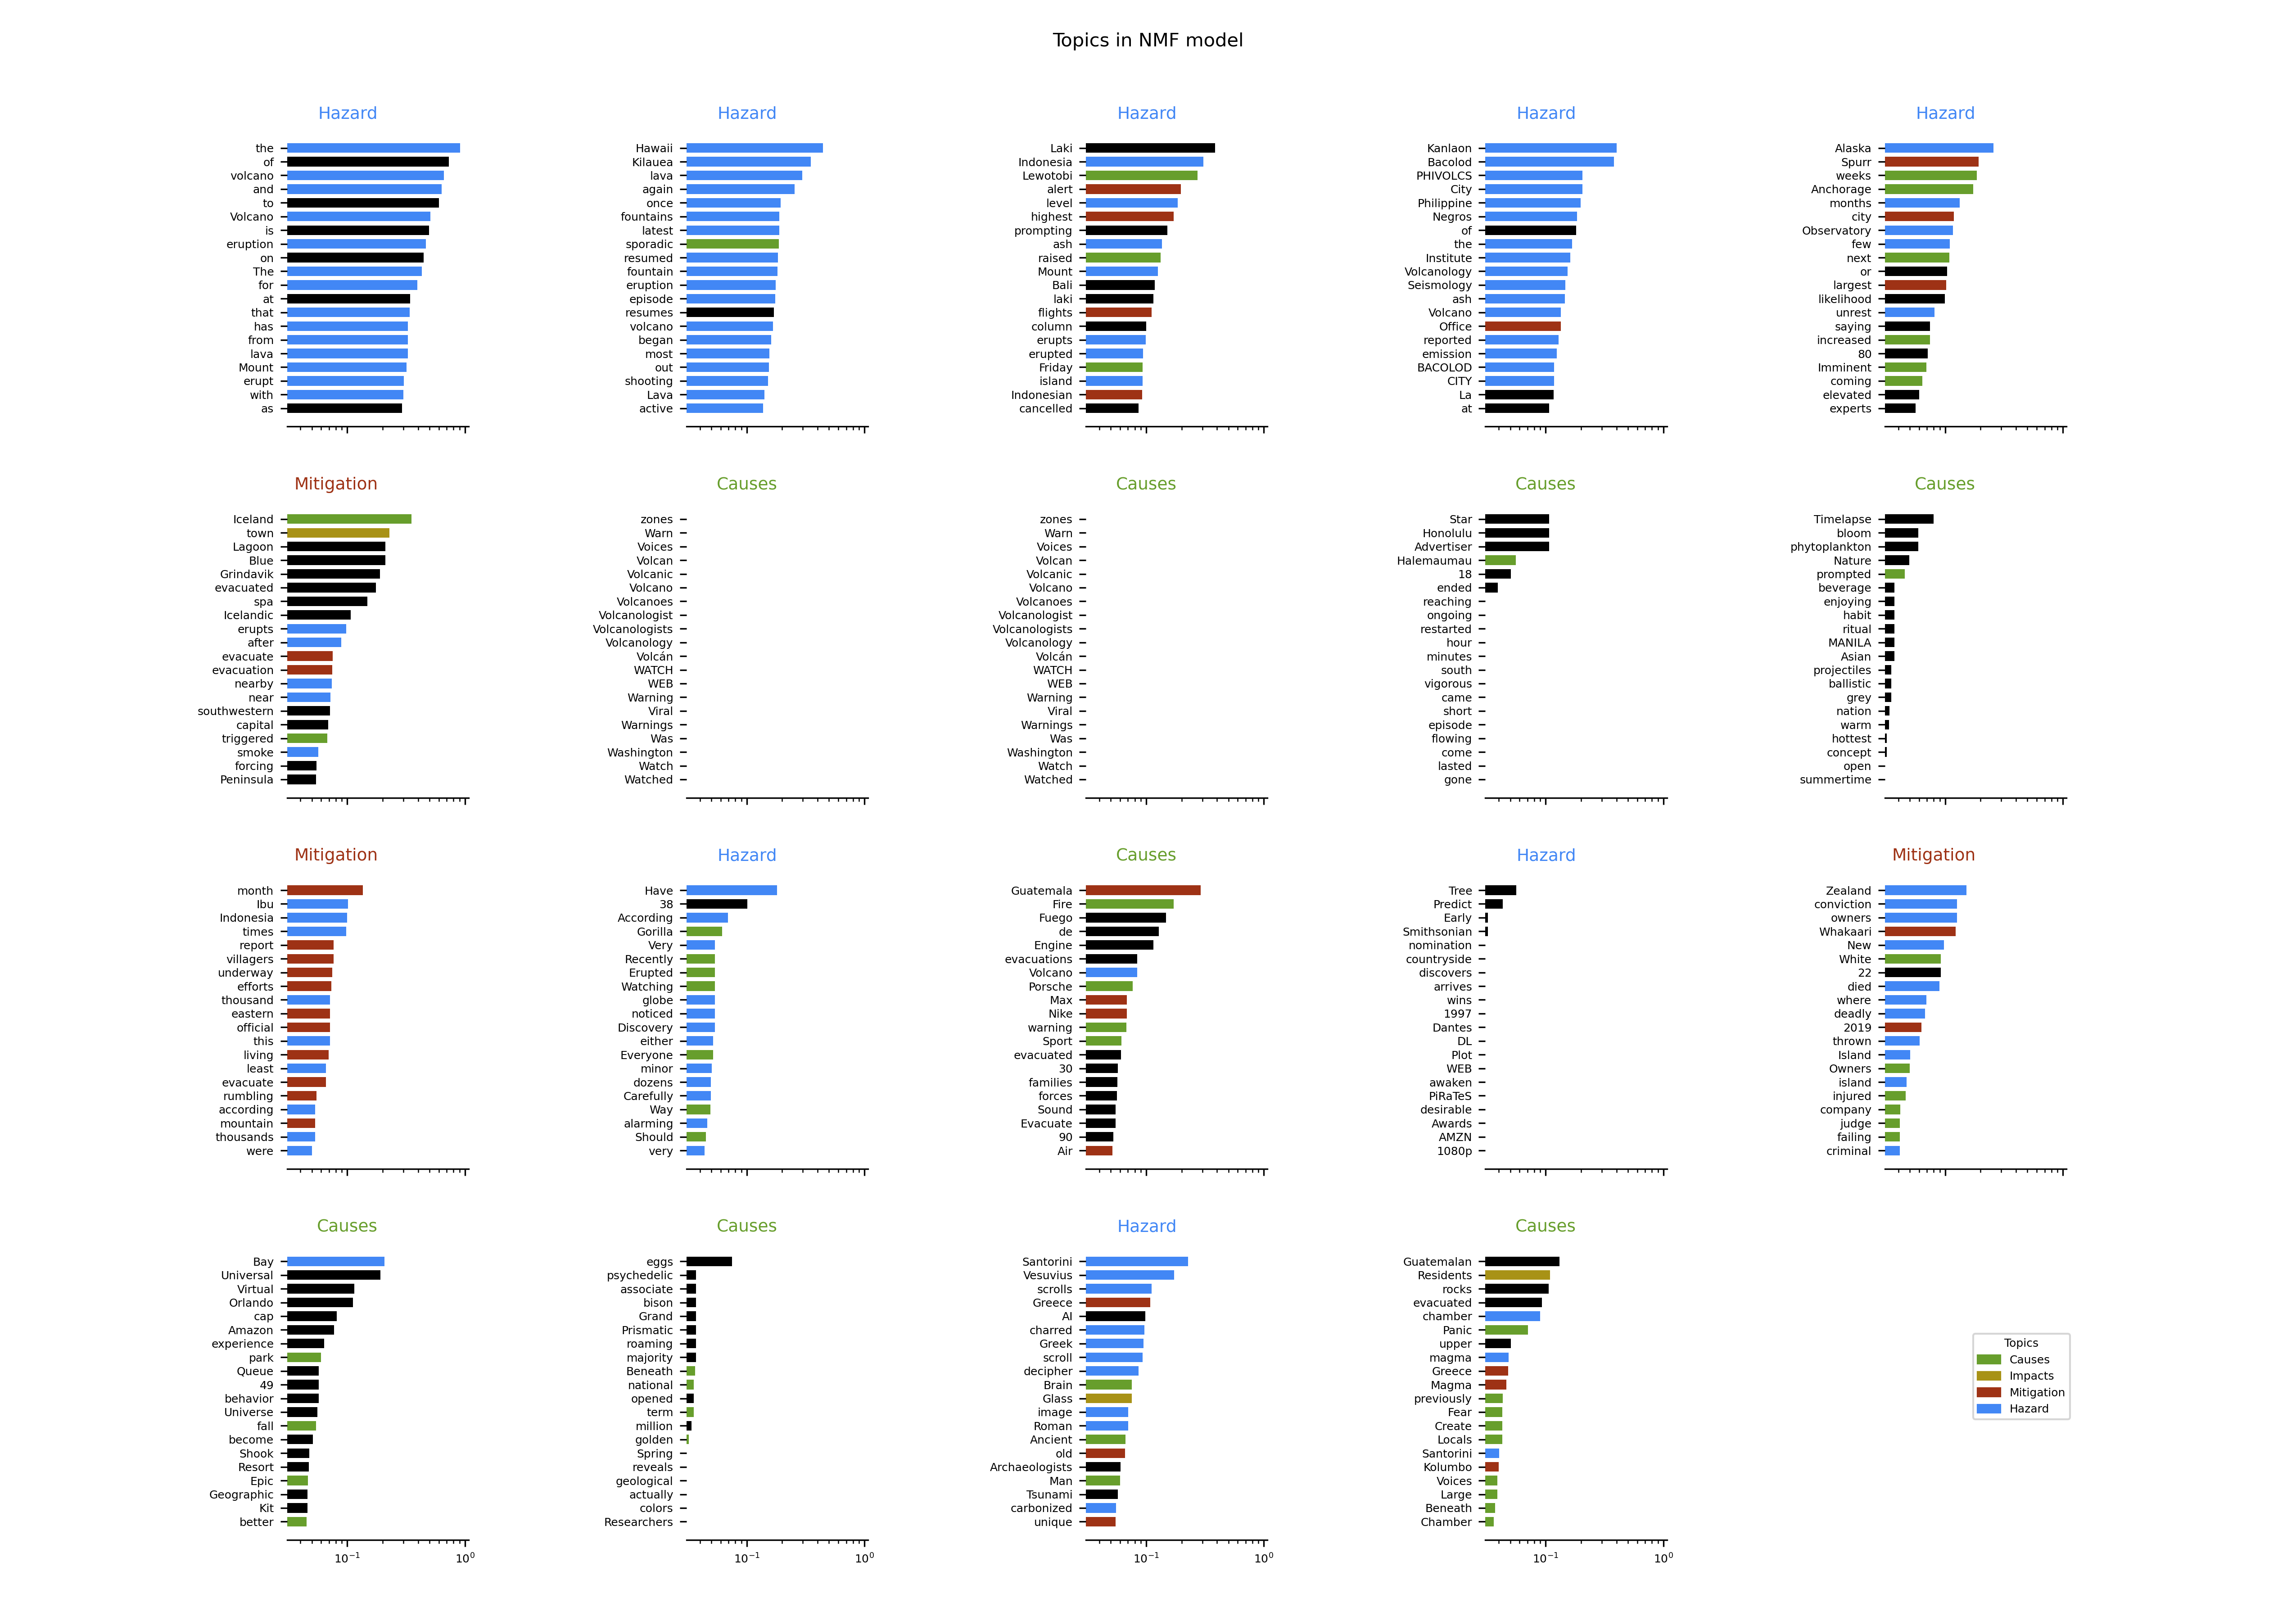 Topics in NMF model
Hazard
the
of
volcano
and
to
Volcano
is
eruption
on
The
for
at
that
has
from
lava
Mount
erupt
with
as
Hazard
Hawaii
Kilauea
lava
again
once
fountains
latest
sporadic
resumed
fountain
eruption
episode
resumes
volcano
began
most
out
shooting
Lava
active
Hazard
Laki
Indonesia
Lewotobi
alert
level
highest
prompting
ash
raised
Mount
Bali
laki
flights
column
erupts
erupted
Friday
island
Indonesian
cancelled
Hazard
Kanlaon
Bacolod
PHIVOLCS
City
Philippine
Negros
of
the
Institute
Volcanology
Seismology
ash
Volcano
Office
reported
emission
BACOLOD
CITY
La
at
Hazard
Alaska
Spurr
weeks
Anchorage
months
city
Observatory
few
next
or
largest
likelihood
unrest
saying
increased
80
Imminent
coming
elevated
experts
Mitigation
Iceland
town
Lagoon
Blue
Grindavik
evacuated
spa
Icelandic
erupts
after
evacuate
evacuation
nearby
near
southwestern
capital
triggered
smoke
forcing
Peninsula
Causes
zones
Warn
Voices
Volcan
Volcanic
Volcano
Volcanoes
Volcanologist
Volcanologists
Volcanology
Volcán
WATCH
WEB
Warning
Viral
Warnings
Was
Washington
Watch
Watched
Causes
zones
Warn
Voices
Volcan
Volcanic
Volcano
Volcanoes
Volcanologist
Volcanologists
Volcanology
Volcán
WATCH
WEB
Warning
Viral
Warnings
Was
Washington
Watch
Watched
Causes
Star
Honolulu
Advertiser
Halemaumau
18
ended
reaching
ongoing
restarted
hour
minutes
south
vigorous
came
short
episode
flowing
come
lasted
gone
Causes
Timelapse
bloom
phytoplankton
Nature
prompted
beverage
enjoying
habit
ritual
MANILA
Asian
projectiles
ballistic
grey
nation
warm
hottest
concept
open
summertime
Mitigation
month
Ibu
Indonesia
times
report
villagers
underway
efforts
thousand
eastern
official
this
living
least
evacuate
rumbling
according
mountain
thousands
were
Hazard
Have
38
According
Gorilla
Very
Recently
Erupted
Watching
globe
noticed
Discovery
either
Everyone
minor
dozens
Carefully
Way
alarming
Should
very
Causes
Guatemala
Fire
Fuego
de
Engine
evacuations
Volcano
Porsche
Max
Nike
warning
Sport
evacuated
30
families
forces
Sound
Evacuate
90
Air
Hazard
Tree
Predict
Early
Smithsonian
nomination
countryside
discovers
arrives
wins
1997
Dantes
DL
Plot
WEB
awaken
PiRaTeS
desirable
Awards
AMZN
1080p
Mitigation
Zealand
conviction
owners
Whakaari
New
White
22
died
where
deadly
2019
thrown
Island
Owners
island
injured
company
judge
failing
criminal
Causes
Bay
Universal
Virtual
Orlando
cap
Amazon
experience
park
Queue
49
behavior
Universe
fall
become
Shook
Resort
Epic
Geographic
Kit
better
10⁻¹ 10⁰
Causes
eggs
psychedelic
associate
bison
Grand
Prismatic
roaming
majority
Beneath
national
opened
term
million
golden
Spring
reveals
geological
actually
colors
Researchers
10⁻¹ 10⁰
Hazard
Santorini
Vesuvius
scrolls
Greece
AI
charred
Greek
scroll
decipher
Brain
Glass
image
Roman
Ancient
old
Archaeologists
Man
Tsunami
carbonized
unique
10⁻¹ 10⁰
Causes
Guatemalan
Residents
rocks
evacuated
chamber
Panic
upper
magma
Greece
Magma
previously
Fear
Create
Locals
Santorini
Kolumbo
Voices
Large
Beneath
Chamber
10⁻¹ 10⁰
Topics
Causes
Impacts
Mitigation
Hazard